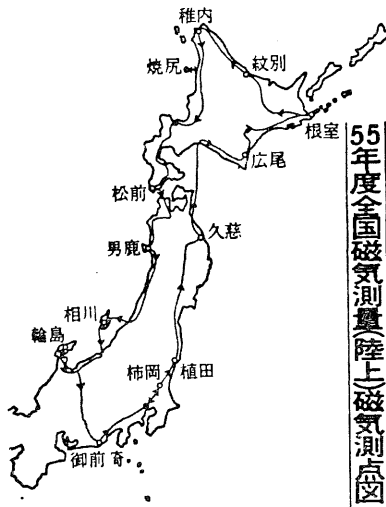 稚内
焼尻
紋別
根室
広尾
松前
久慈
男鹿
相川
輪島
柿岡
植田
御前奇
55年度全国磁気測量(陸上)磁気測点図